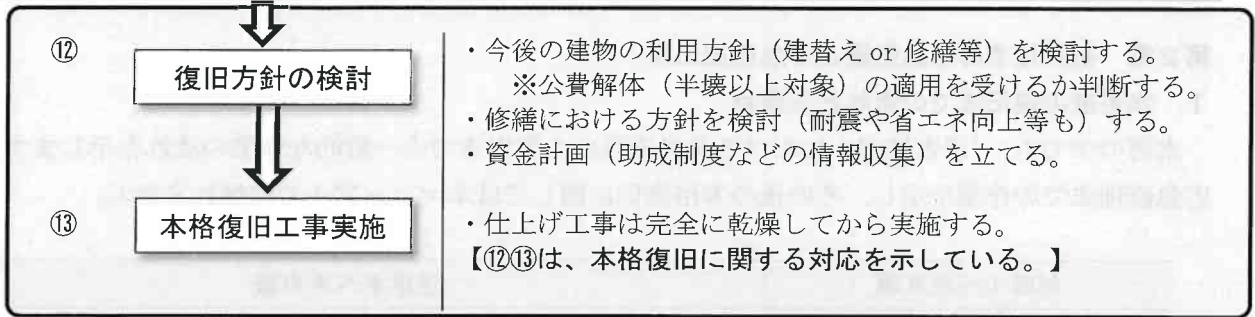 ⑫
復旧方針の検討
・今後の建物の利用方針（建替え or 修繕等）を検討する。
※公費解体（半壊以上対象）の適用を受けるか判断する。
・修繕における方針を検討（耐震や省エネ向上等も）する。
・資金計画（助成制度などの情報収集）を立てる。
⑬
本格復旧工事実施
・仕上げ工事は完全に乾燥してから実施する。
【⑫⑬は、本格復旧に関する対応を示している。】